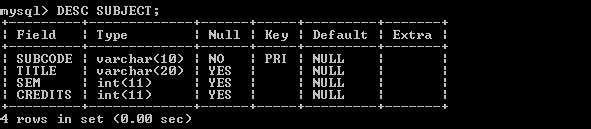 mysql> DESC SUBJECT;
+---------+-------------+------+-----+---------+-------+
| Field   | Type        | Null | Key | Default | Extra |
+---------+-------------+------+-----+---------+-------+
| SUBCODE | varchar(10) | NO   | PRI | NULL    |       |
| TITLE   | varchar(20) | YES  |     | NULL    |       |
| SEM     | int(11)     | YES  |     | NULL    |       |
| CREDITS | int(11)     | YES  |     | NULL    |       |
+---------+-------------+------+-----+---------+-------+
4 rows in set (0.00 sec)